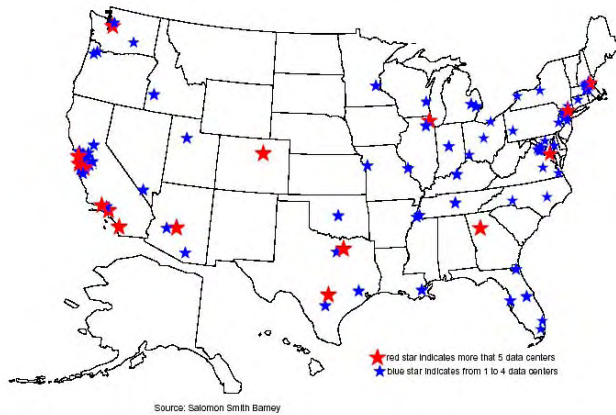 red star indicates more that 5 data centers
blue star indicates from 1 to 4 data centers
Source: Salomon Smith Barney